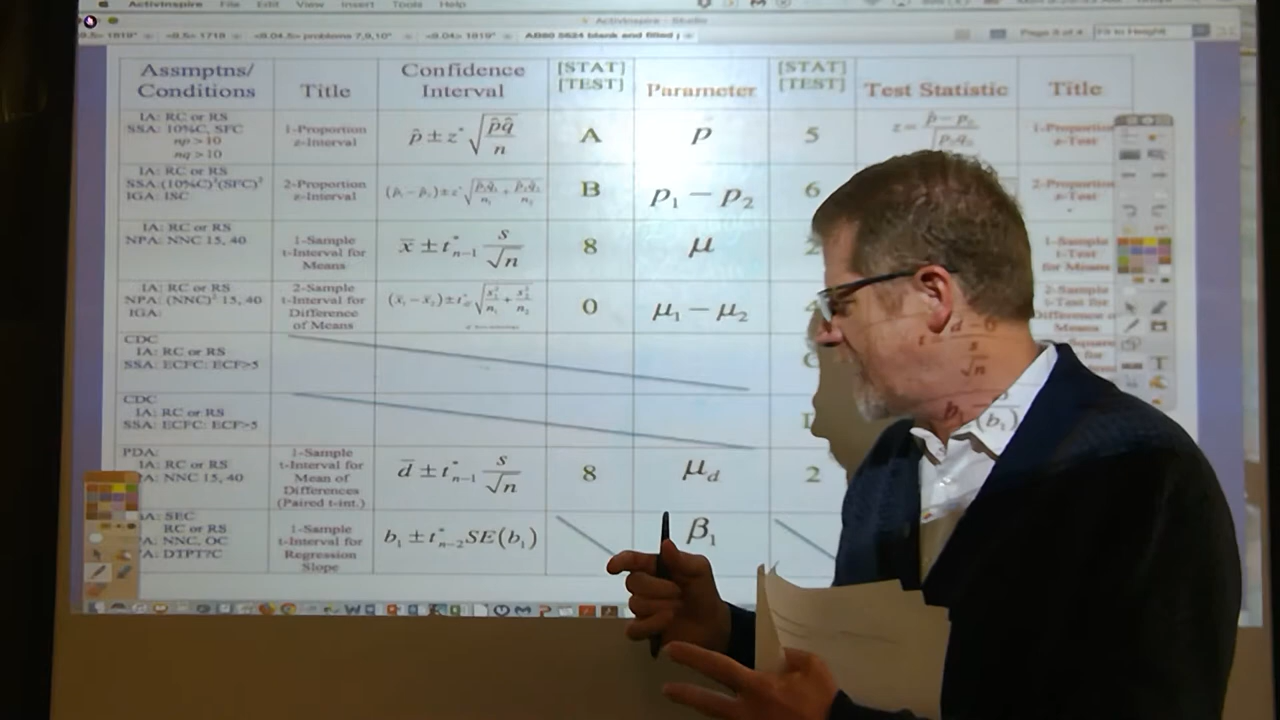 ActivInspire File Edit View Insert Tools Help
ActivInspire - Studio
Assmptns/
Conditions
Title
Confidence
Interval
[STAT]
[TEST]
Parameter
[STAT]
[TEST]
Test Statistic
Title
IA: RC or RS
SSA: 10%C, SFC
np > 10
nq > 10
1-Proportion
z-Interval
p̂ ± z* √(p̂q̂/n)
A
p
5
1-Proportion
z-Test
IA: RC or RS
SSA:(10%C)² (SFC)²
IGA: ISC
2-Proportion
z-Interval
B
p₁ − p₂
6
2-Proportion
z-Test
IA: RC or RS
NPA: NNC 15, 40
1-Sample
t-Interval for
Means
x̄ ± t*ₙ₋₁ s/√n
8
μ
2
1-Sample
t-Test
for Means
IA: RC or RS
NPA: (NNC)² 15, 40
IGA:
2-Sample
t-Interval for
Difference
of Means
0
μ₁ − μ₂
2-Sample
t-Test for
Difference
Means
CDC
IA: RC or RS
SSA: ECFC: ECF>5
CDC
IA: RC or RS
SSA: ECFC: ECF>5
PDA:
IA: RC or RS
NNC 15, 40
1-Sample
t-Interval for
Mean of
Differences
(Paired t-int.)
d̄ ± t*ₙ₋₁ s/√n
8
μ_d
2
SEC
RC or RS
NNC, OC
DTPT?C
1-Sample
t-Interval for
Regression
Slope
b₁ ± t*ₙ₋₂ SE(b₁)
β₁